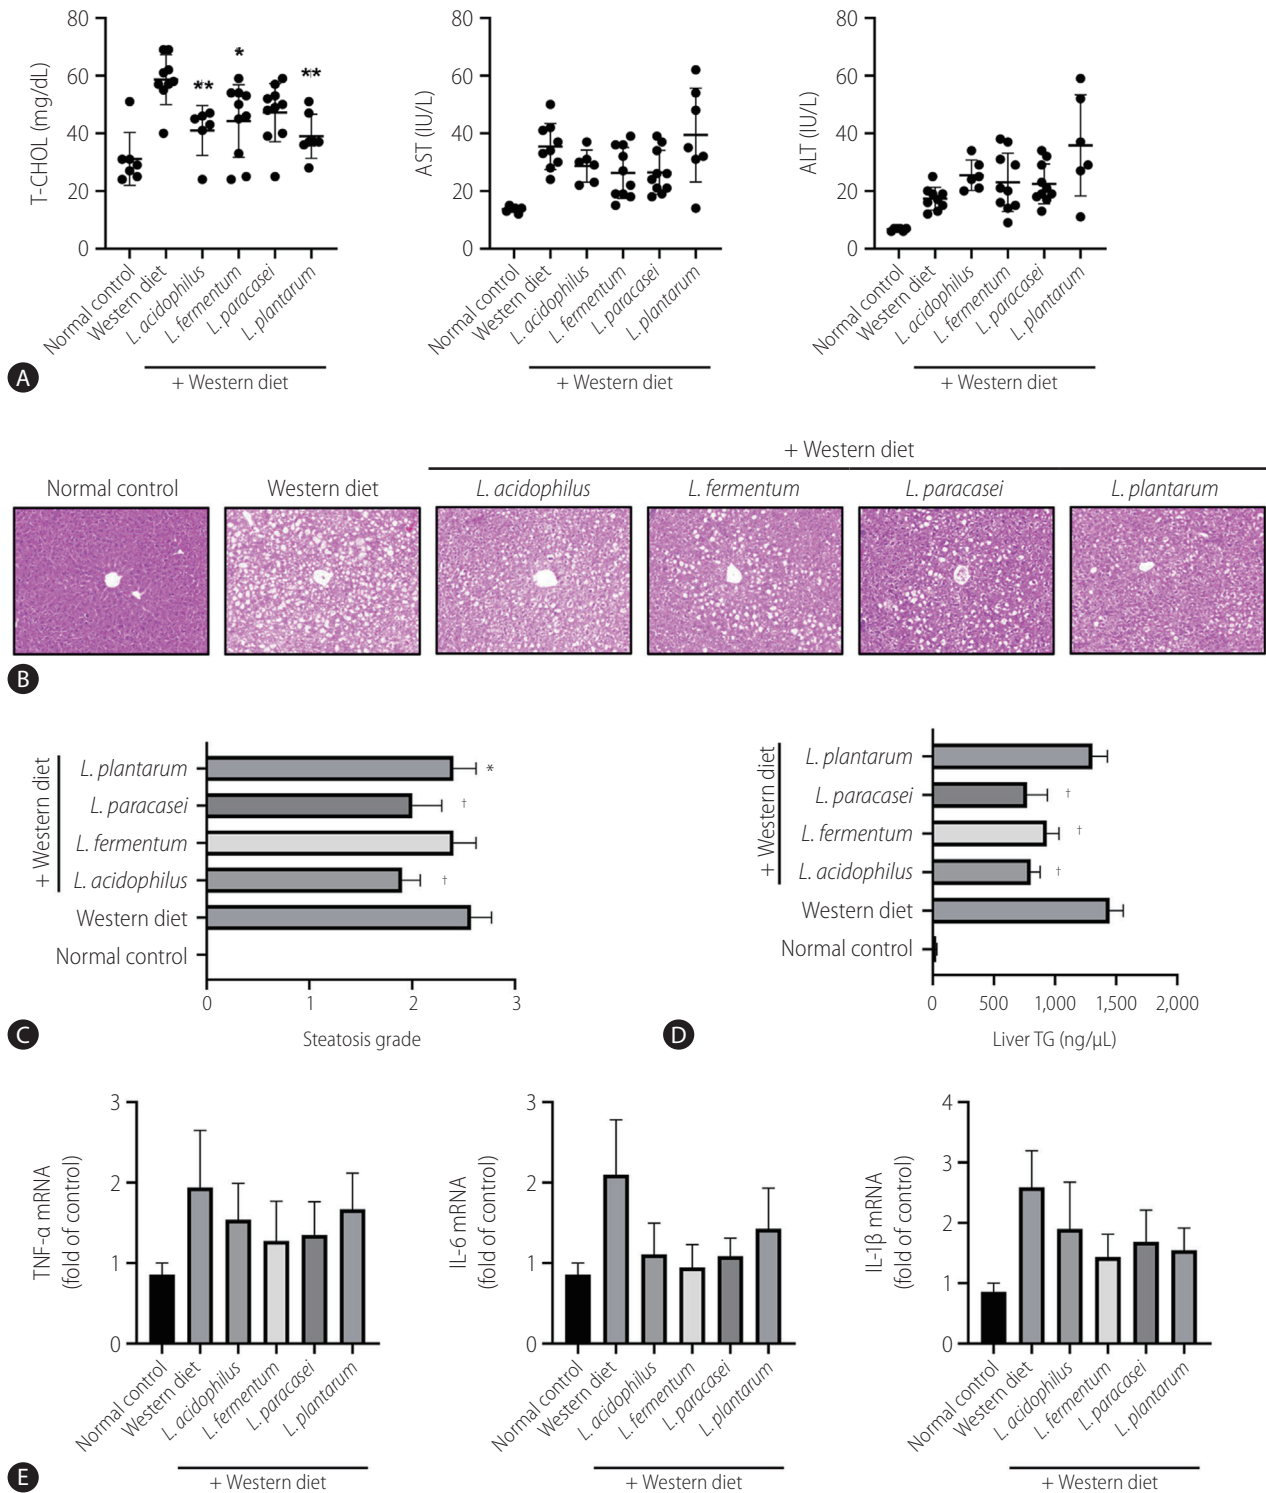 80
60
40
20
0
T-CHOL (mg/dL)
**
*
**
Normal control
Western diet
L. acidophilus
L. fermentum
L. paracasei
L. plantarum
+ Western diet
80
60
40
20
0
AST (IU/L)
Normal control
Western diet
L. acidophilus
L. fermentum
L. paracasei
L. plantarum
+ Western diet
80
60
40
20
0
ALT (IU/L)
Normal control
Western diet
L. acidophilus
L. fermentum
L. paracasei
L. plantarum
+ Western diet
A
+ Western diet
Normal control
Western diet
L. acidophilus
L. fermentum
L. paracasei
L. plantarum
B
+ Western diet
L. plantarum
*
L. paracasei
†
L. fermentum
L. acidophilus
†
Western diet
Normal control
0 1 2 3
Steatosis grade
C
+ Western diet
L. plantarum
L. paracasei
†
L. fermentum
†
L. acidophilus
†
Western diet
Normal control
0 500 1,000 1,500 2,000
Liver TG (ng/μL)
D
3
2
1
0
TNF-α mRNA
(fold of control)
Normal control
Western diet
L. acidophilus
L. fermentum
L. paracasei
L. plantarum
+ Western diet
3
2
1
0
IL-6 mRNA
(fold of control)
Normal control
Western diet
L. acidophilus
L. fermentum
L. paracasei
L. plantarum
+ Western diet
4
3
2
1
0
IL-1β mRNA
(fold of control)
Normal control
Western diet
L. acidophilus
L. fermentum
L. paracasei
L. plantarum
+ Western diet
E